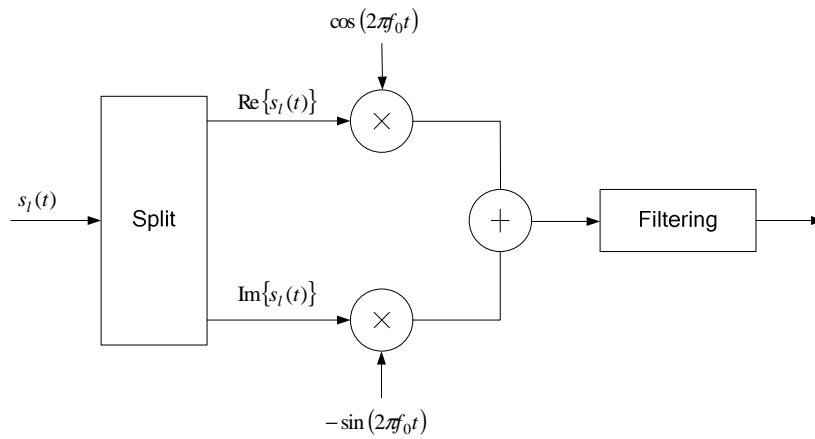 cos(2πf₀t)
Re{sₗ(t)}
×
sₗ(t)
Split
+
Filtering
Im{sₗ(t)}
×
−sin(2πf₀t)